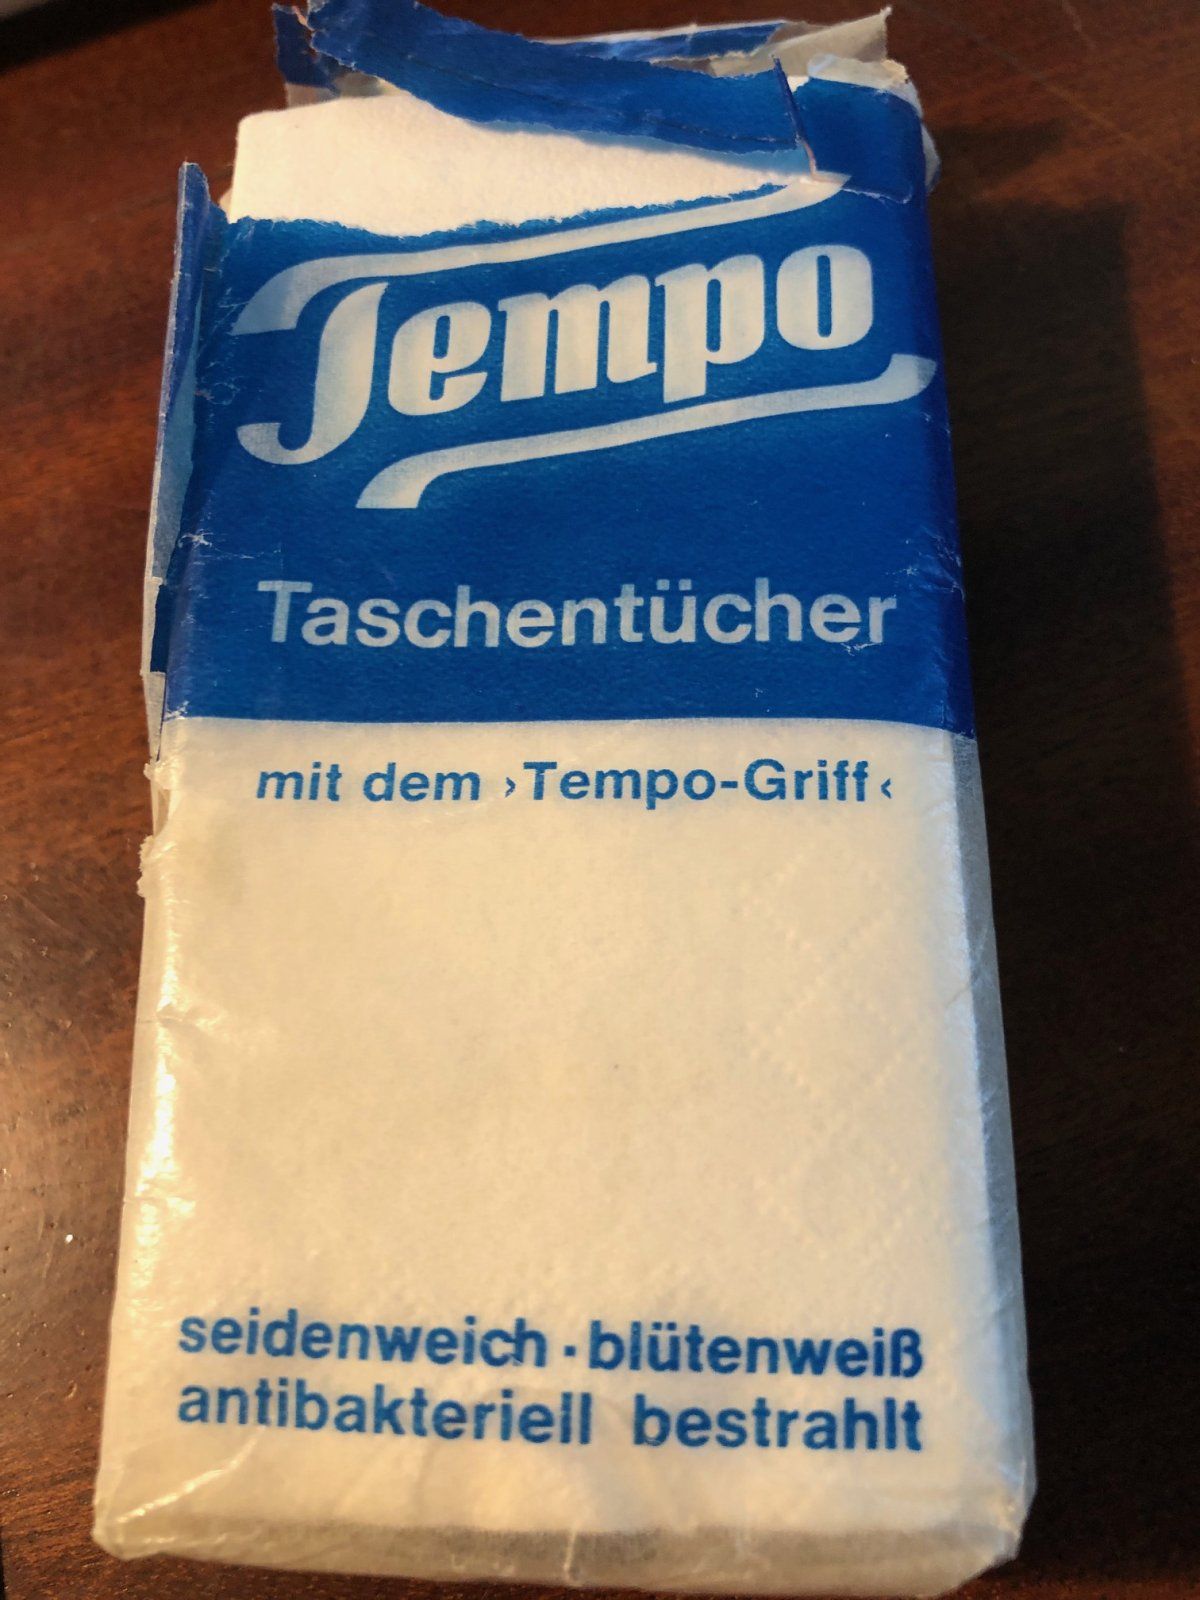 Tempo
Taschentücher
mit dem ›Tempo-Griff‹
seidenweich · blütenweiß
antibakteriell bestrahlt